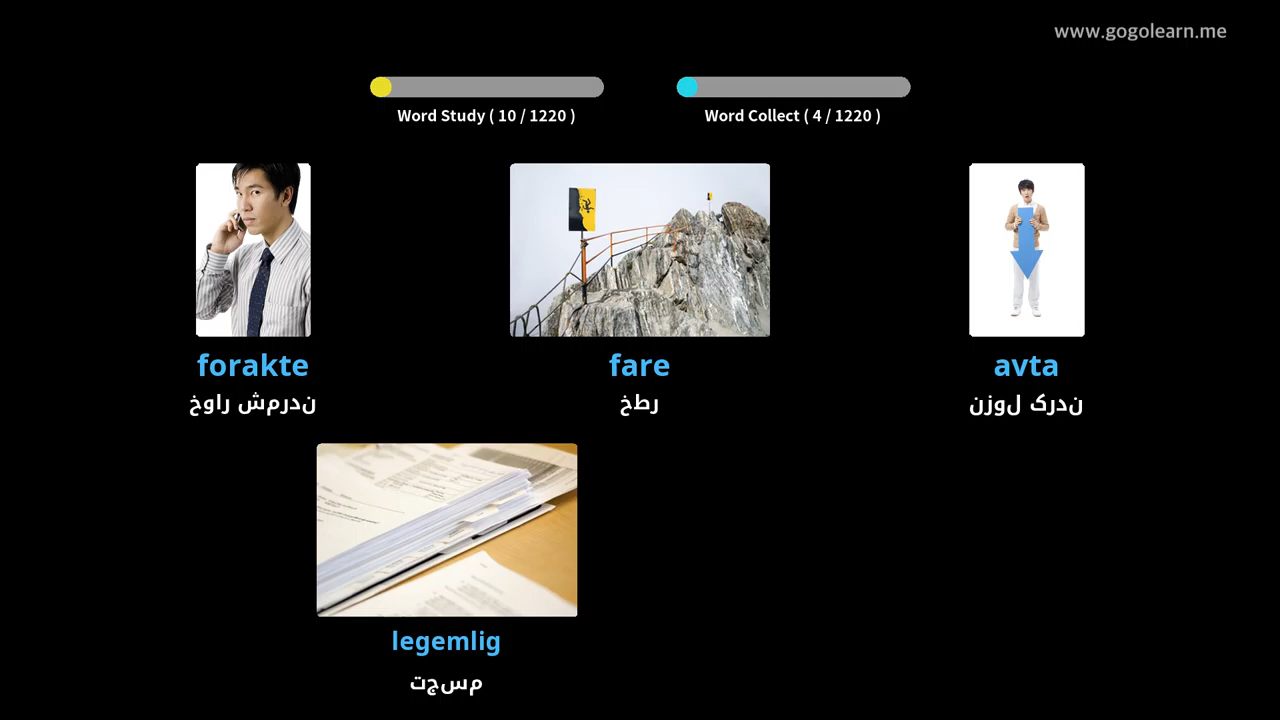 www.gogolearn.me
Word Study ( 10 / 1220 )
Word Collect ( 4 / 1220 )
forakte
ندرمش راوخ
fare
رطخ
avta
ندرک لوزن
legemlig
مسجت